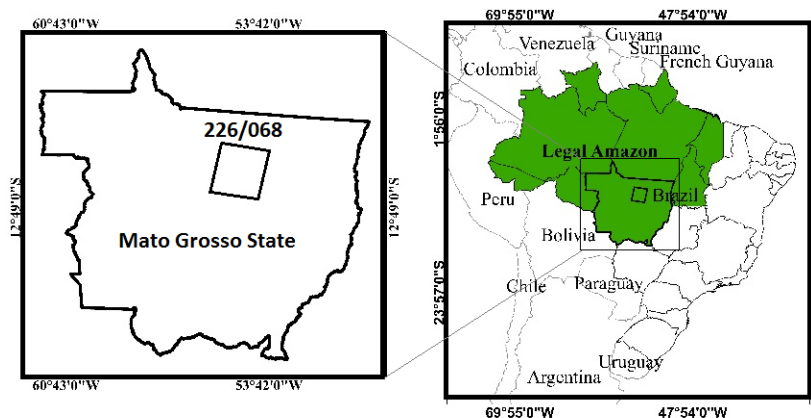 60°43'0"W
53°42'0"W
226/068
Mato Grosso State
12°49'0"S
12°49'0"S
60°43'0"W
53°42'0"W
69°55'0"W
47°54'0"W
Guyana
Venezuela
Suriname
French Guyana
Colombia
1°56'0"S
Legal Amazon
Brazil
Peru
Bolivia
23°57'0"S
Chile
Paraguay
Uruguay
Argentina
69°55'0"W
47°54'0"W